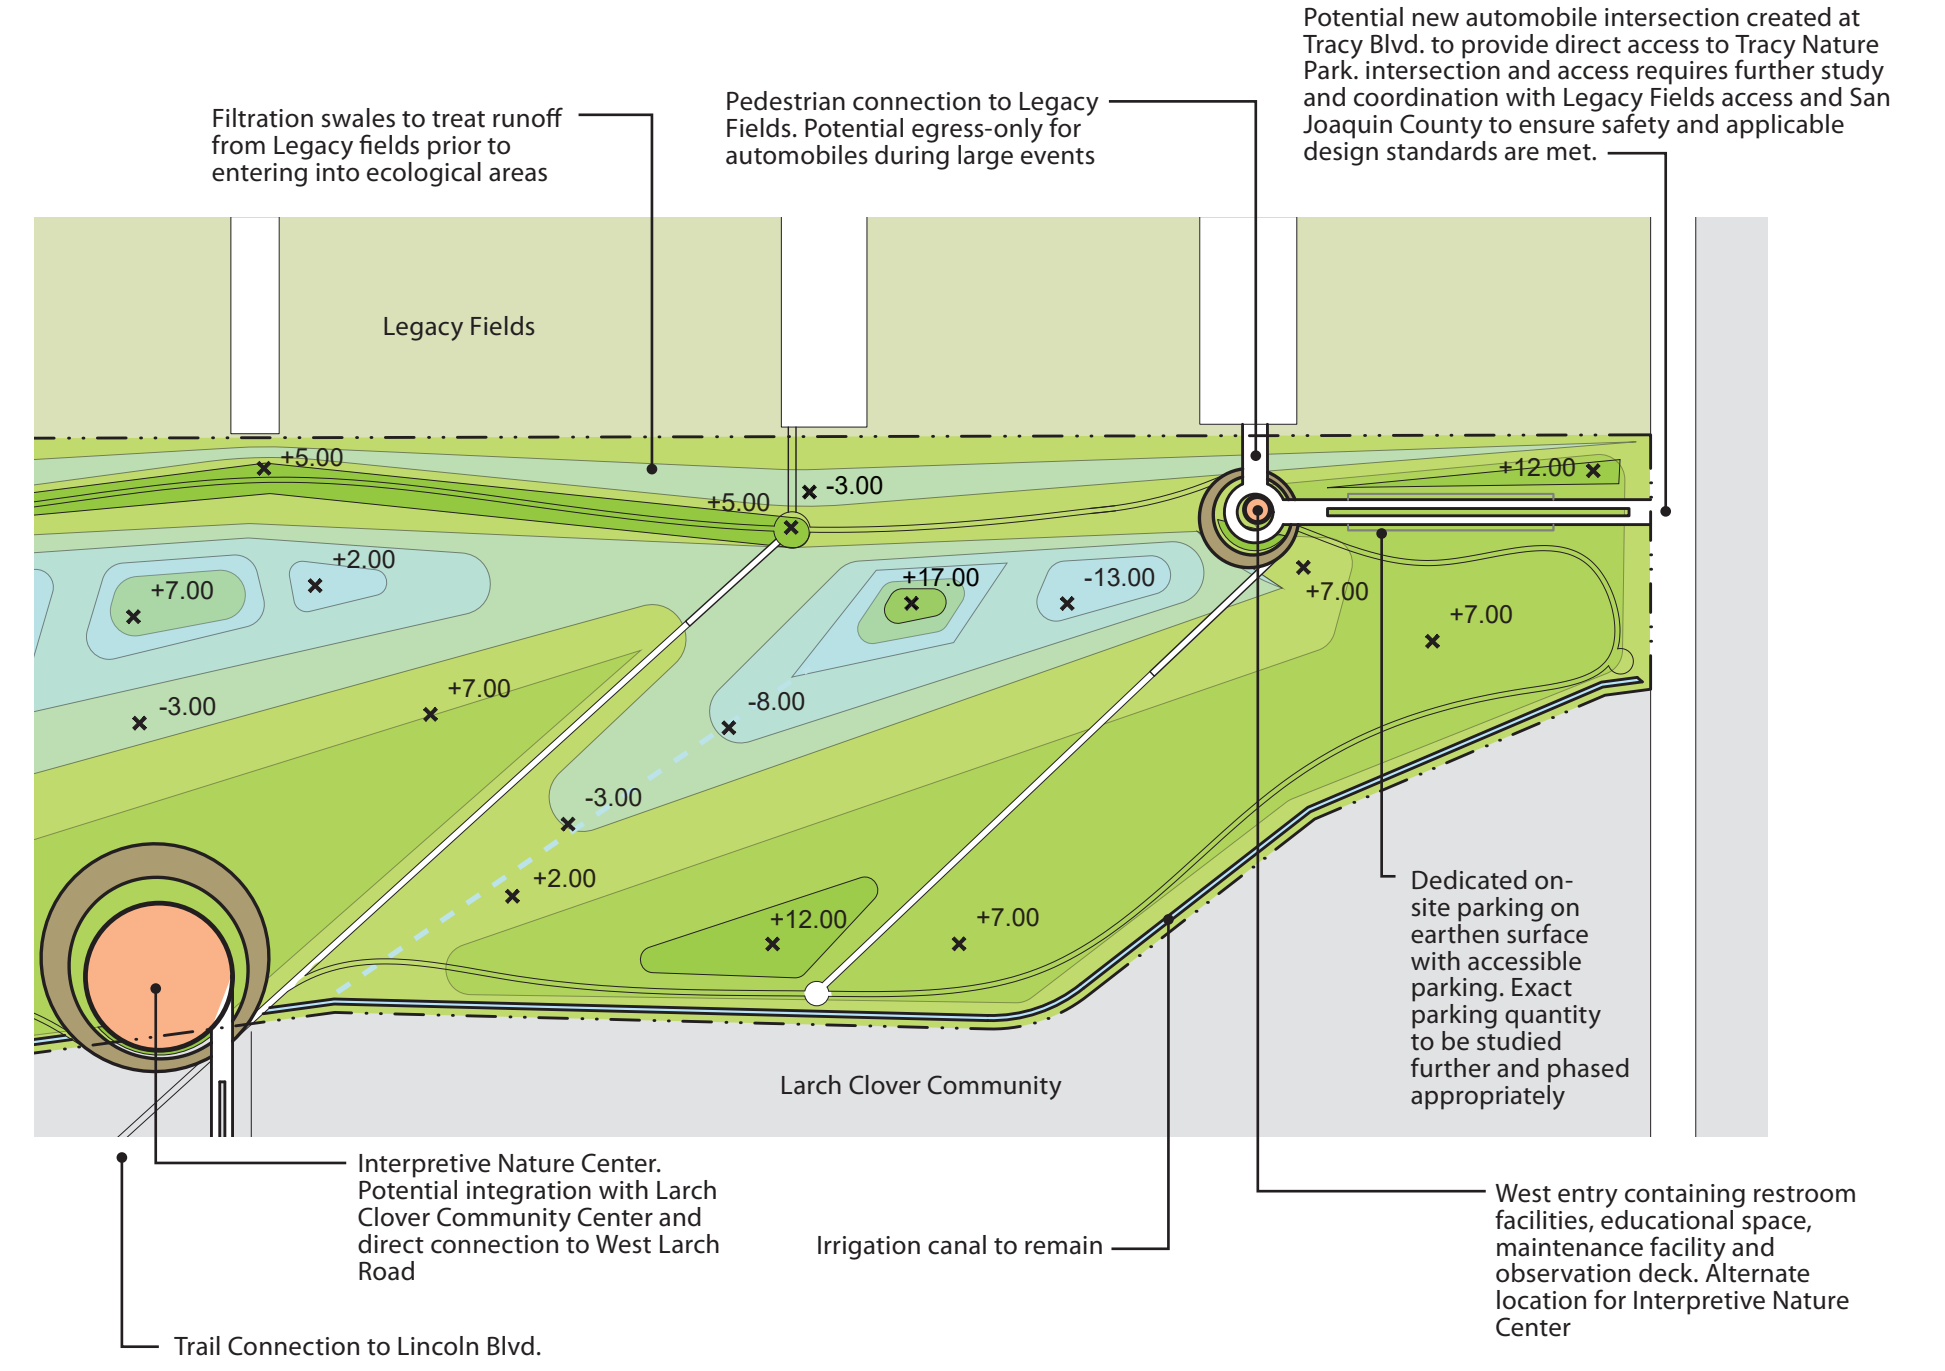 Potential new automobile intersection created at
Tracy Blvd. to provide direct access to Tracy Nature
Park. intersection and access requires further study
and coordination with Legacy Fields access and San
Joaquin County to ensure safety and applicable
design standards are met.
Pedestrian connection to Legacy
Fields. Potential egress-only for
automobiles during large events
Filtration swales to treat runoff
from Legacy fields prior to
entering into ecological areas
Legacy Fields
+5.00
+12.00
-3.00
+5.00
+2.00
+7.00
+17.00
-13.00
+7.00
+7.00
+7.00
-8.00
-3.00
-3.00
+2.00
+12.00
+7.00
Dedicated on-
site parking on
earthen surface
with accessible
parking. Exact
parking quantity
to be studied
further and phased
appropriately
Larch Clover Community
Interpretive Nature Center.
Potential integration with Larch
Clover Community Center and
direct connection to West Larch
Road
Irrigation canal to remain
West entry containing restroom
facilities, educational space,
maintenance facility and
observation deck. Alternate
location for Interpretive Nature
Center
Trail Connection to Lincoln Blvd.